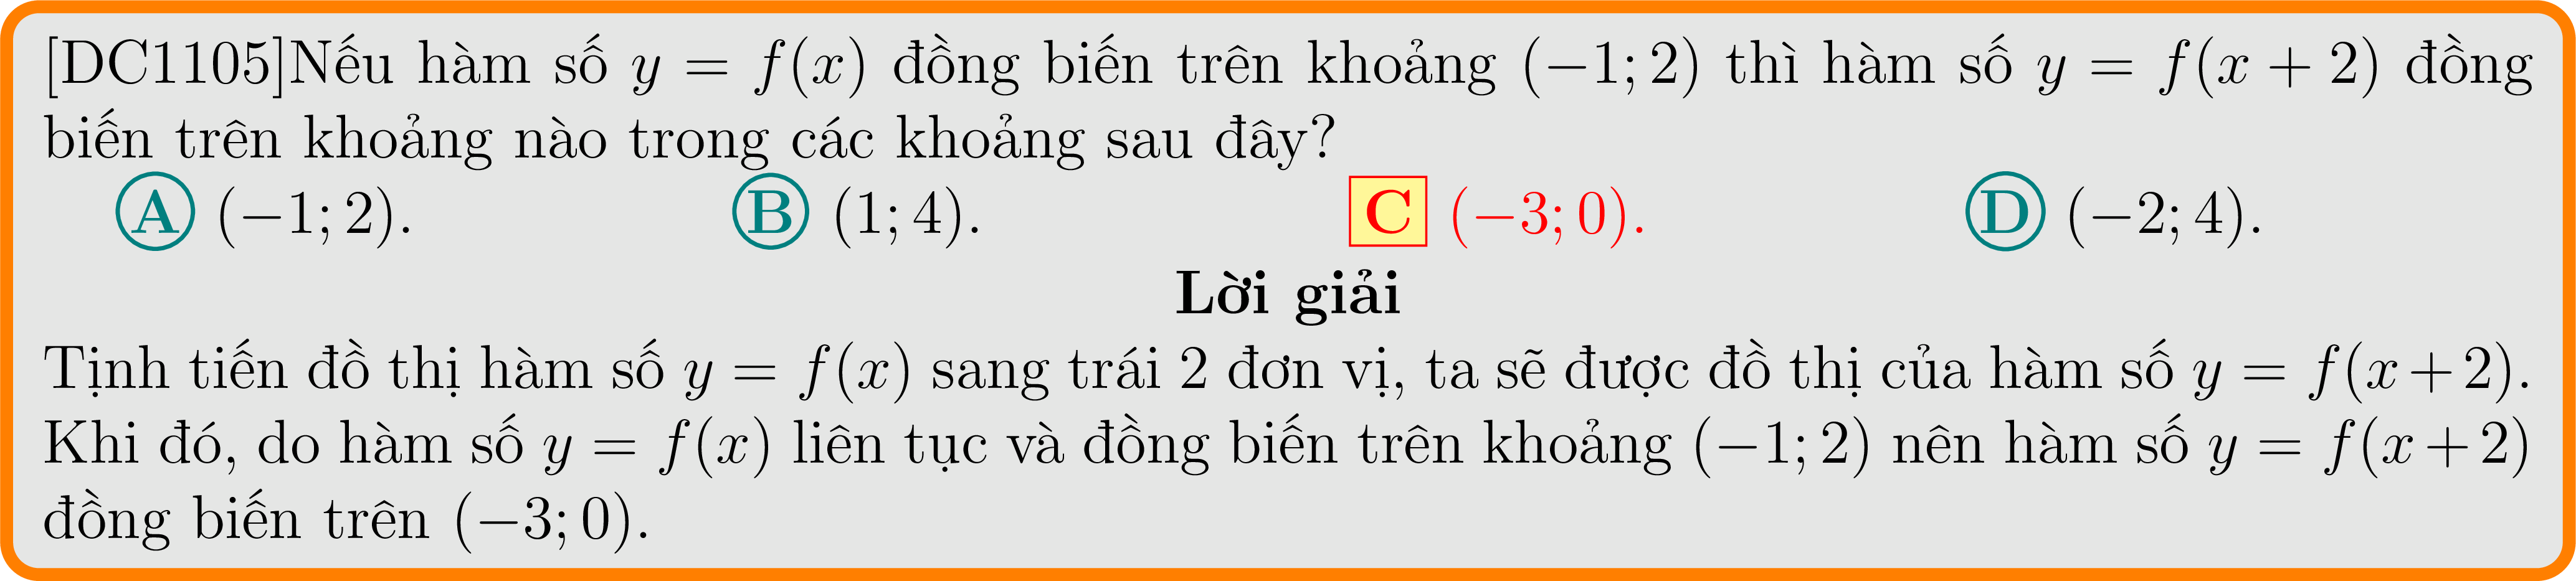 [DC1105]Nếu hàm số y = f(x) đồng biến trên khoảng (−1; 2) thì hàm số y = f(x + 2) đồng
biến trên khoảng nào trong các khoảng sau đây?
A (−1; 2). B (1; 4). C (−3; 0). D (−2; 4).
Lời giải
Tịnh tiến đồ thị hàm số y = f(x) sang trái 2 đơn vị, ta sẽ được đồ thị của hàm số y = f(x+2).
Khi đó, do hàm số y = f(x) liên tục và đồng biến trên khoảng (−1; 2) nên hàm số y = f(x+2)
đồng biến trên (−3; 0).